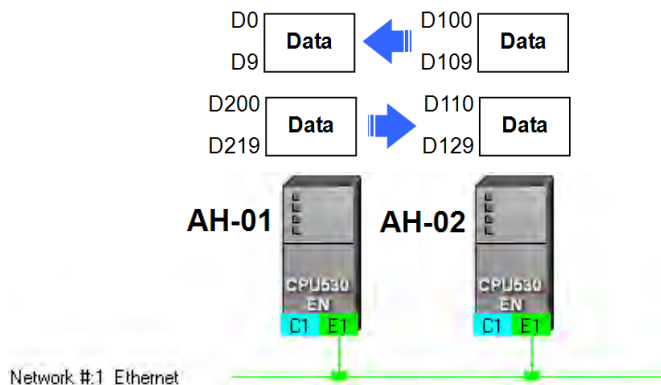 D0 Data D100 Data
D9 D109
D200 Data D110 Data
D219 D129
AH-01 AH-02
CPU530 CPU530
EN EN
C1 E1 C1 E1
Network #:1 Ethernet